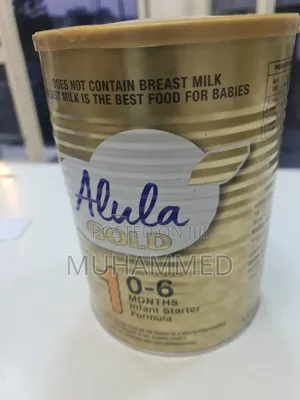 DOES NOT CONTAIN BREAST MILK
MILK IS THE BEST FOOD FOR BABIES
Alula
GOLD
POSTED ON Jiji
MUHAMMED
1
0-6
MONTHS
Infant Starter
Formula